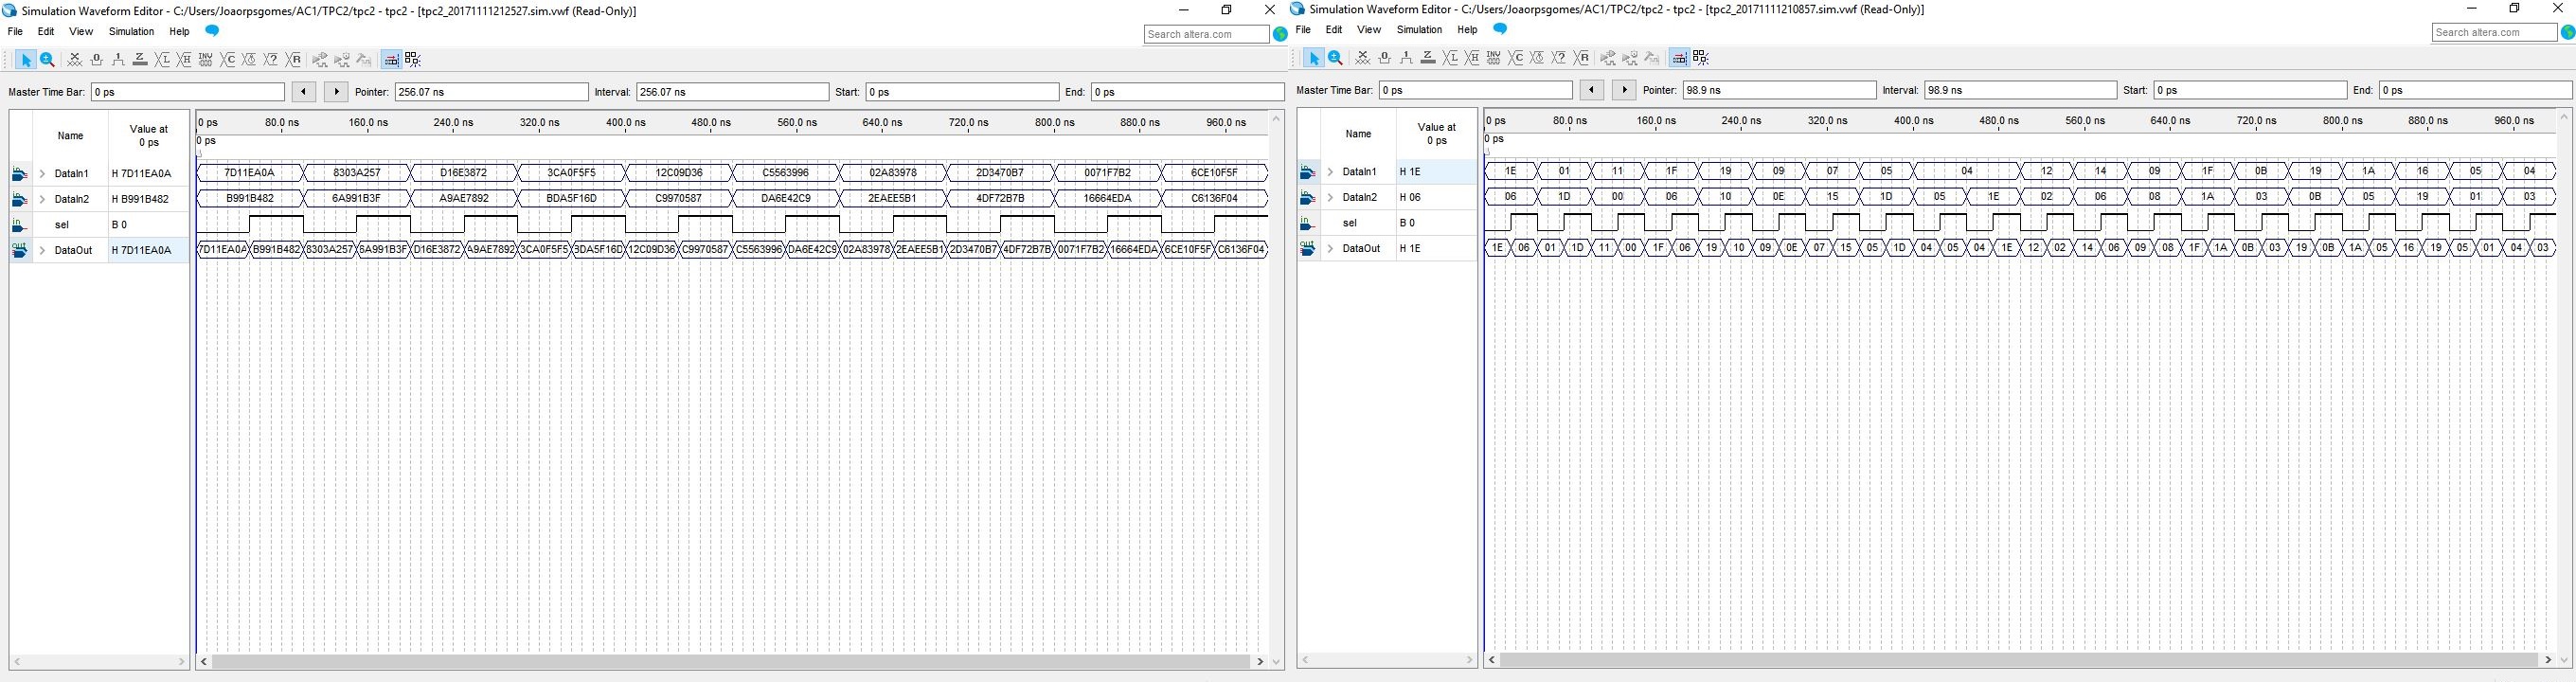 Simulation Waveform Editor - C:/Users/Joaorpsgomes/AC1/TPC2/tpc2 - tpc2 - [tpc2_20171111212527.sim.vwf (Read-Only)]
File Edit View Simulation Help
Search altera.com
Master Time Bar: 0 ps Pointer: 256.07 ns Interval: 256.07 ns Start: 0 ps End: 0 ps
Name Value at 0 ps
0 ps 80.0 ns 160.0 ns 240.0 ns 320.0 ns 400.0 ns 480.0 ns 560.0 ns 640.0 ns 720.0 ns 800.0 ns 880.0 ns 960.0 ns
0 ps
DataIn1 H 7D11EA0A 7D11EA0A 8303A257 D16E3872 3CA0F5F5 12C09D36 C5563996 02A83978 2D3470B7 0071F7B2 6CE10F5F
DataIn2 H B991B482 B991B482 6A991B3F A9AE7892 BDA5F16D C9970587 DA6E42C9 2EAEE5B1 4DF72B7B 16664EDA C6136F04
sel B 0
DataOut H 7D11EA0A 7D11EA0A B991B482 8303A257 6A991B3F D16E3872 A9AE7892 3CA0F5F5 3DA5F16D 12C09D36 C9970587 C5563996 DA6E42C9 02A83978 2EAEE5B1 2D3470B7 4DF72B7B 0071F7B2 16664EDA 6CE10F5F C6136F04
Simulation Waveform Editor - C:/Users/Joaorpsgomes/AC1/TPC2/tpc2 - tpc2 - [tpc2_20171111210857.sim.vwf (Read-Only)]
File Edit View Simulation Help
Search altera.com
Master Time Bar: 0 ps Pointer: 98.9 ns Interval: 98.9 ns Start: 0 ps End: 0 ps
Name Value at 0 ps
0 ps 80.0 ns 160.0 ns 240.0 ns 320.0 ns 400.0 ns 480.0 ns 560.0 ns 640.0 ns 720.0 ns 800.0 ns 880.0 ns 960.0 ns
0 ps
DataIn1 H 1E 1E 01 11 1F 19 09 07 05 04 12 14 09 1F 0B 19 1A 16 05 04
DataIn2 H 06 06 1D 00 06 10 0E 15 1D 05 1E 02 06 08 1A 03 0B 05 19 01 03
sel B 0
DataOut H 1E 1E 06 01 1D 11 00 1F 06 19 10 09 0E 07 15 05 1D 04 05 04 1E 12 02 14 06 09 08 1F 1A 0B 03 19 0B 1A 05 16 19 05 01 04 03